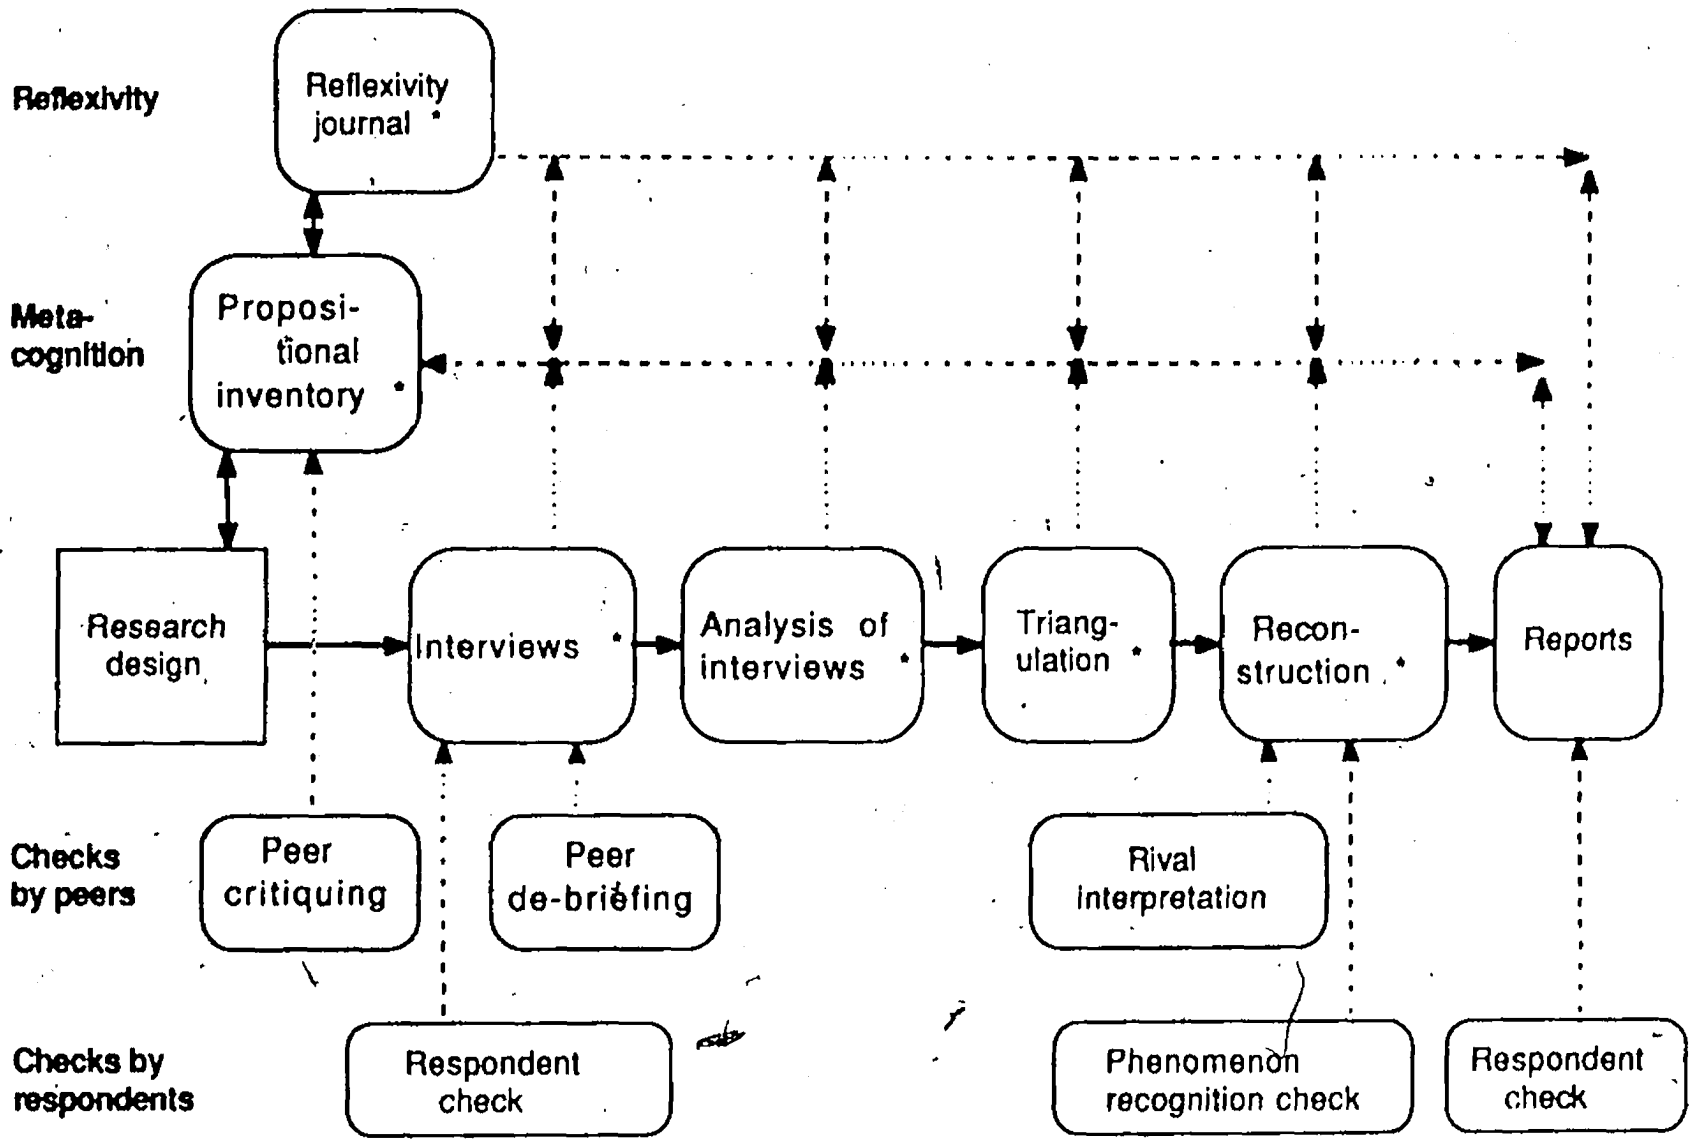 Reflexivity
Reflexivity
journal *
Meta-
cognition
Proposi-
tional
inventory *
Research
design
Interviews *
Analysis of
interviews *
Triang-
ulation *
Recon-
struction *
Reports
Checks
by peers
Peer
critiquing
Peer
de-briefing
Rival
interpretation
Checks by
respondents
Respondent
check
Phenomenon
recognition check
Respondent
check